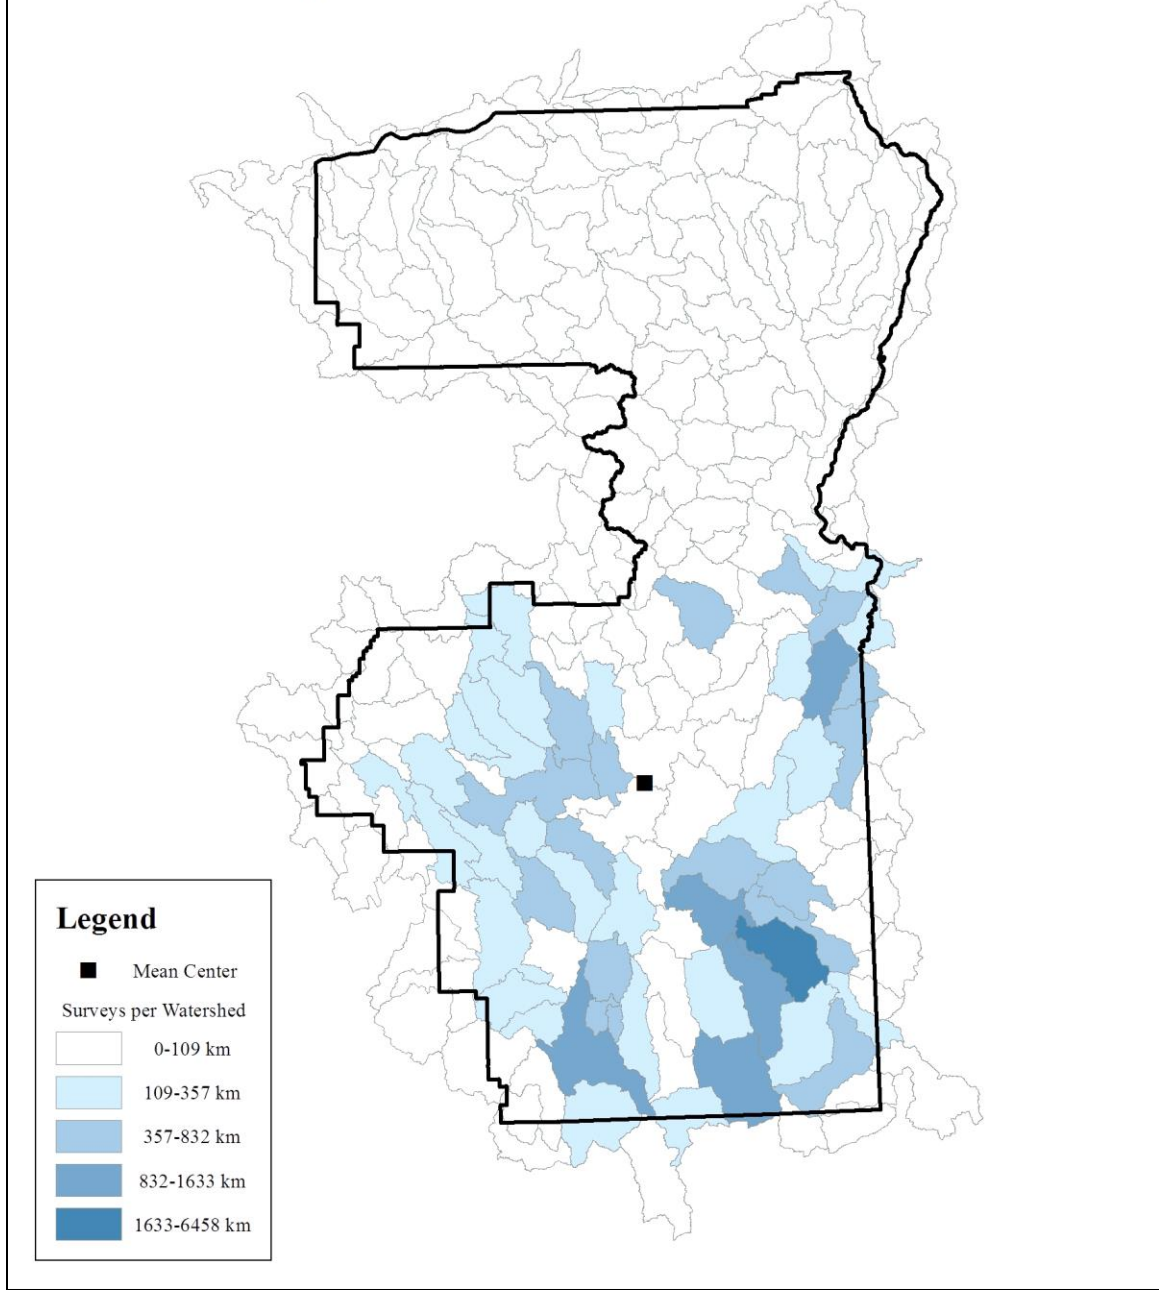 Legend
Mean Center
Surveys per Watershed
0-109 km
109-357 km
357-832 km
832-1633 km
1633-6458 km